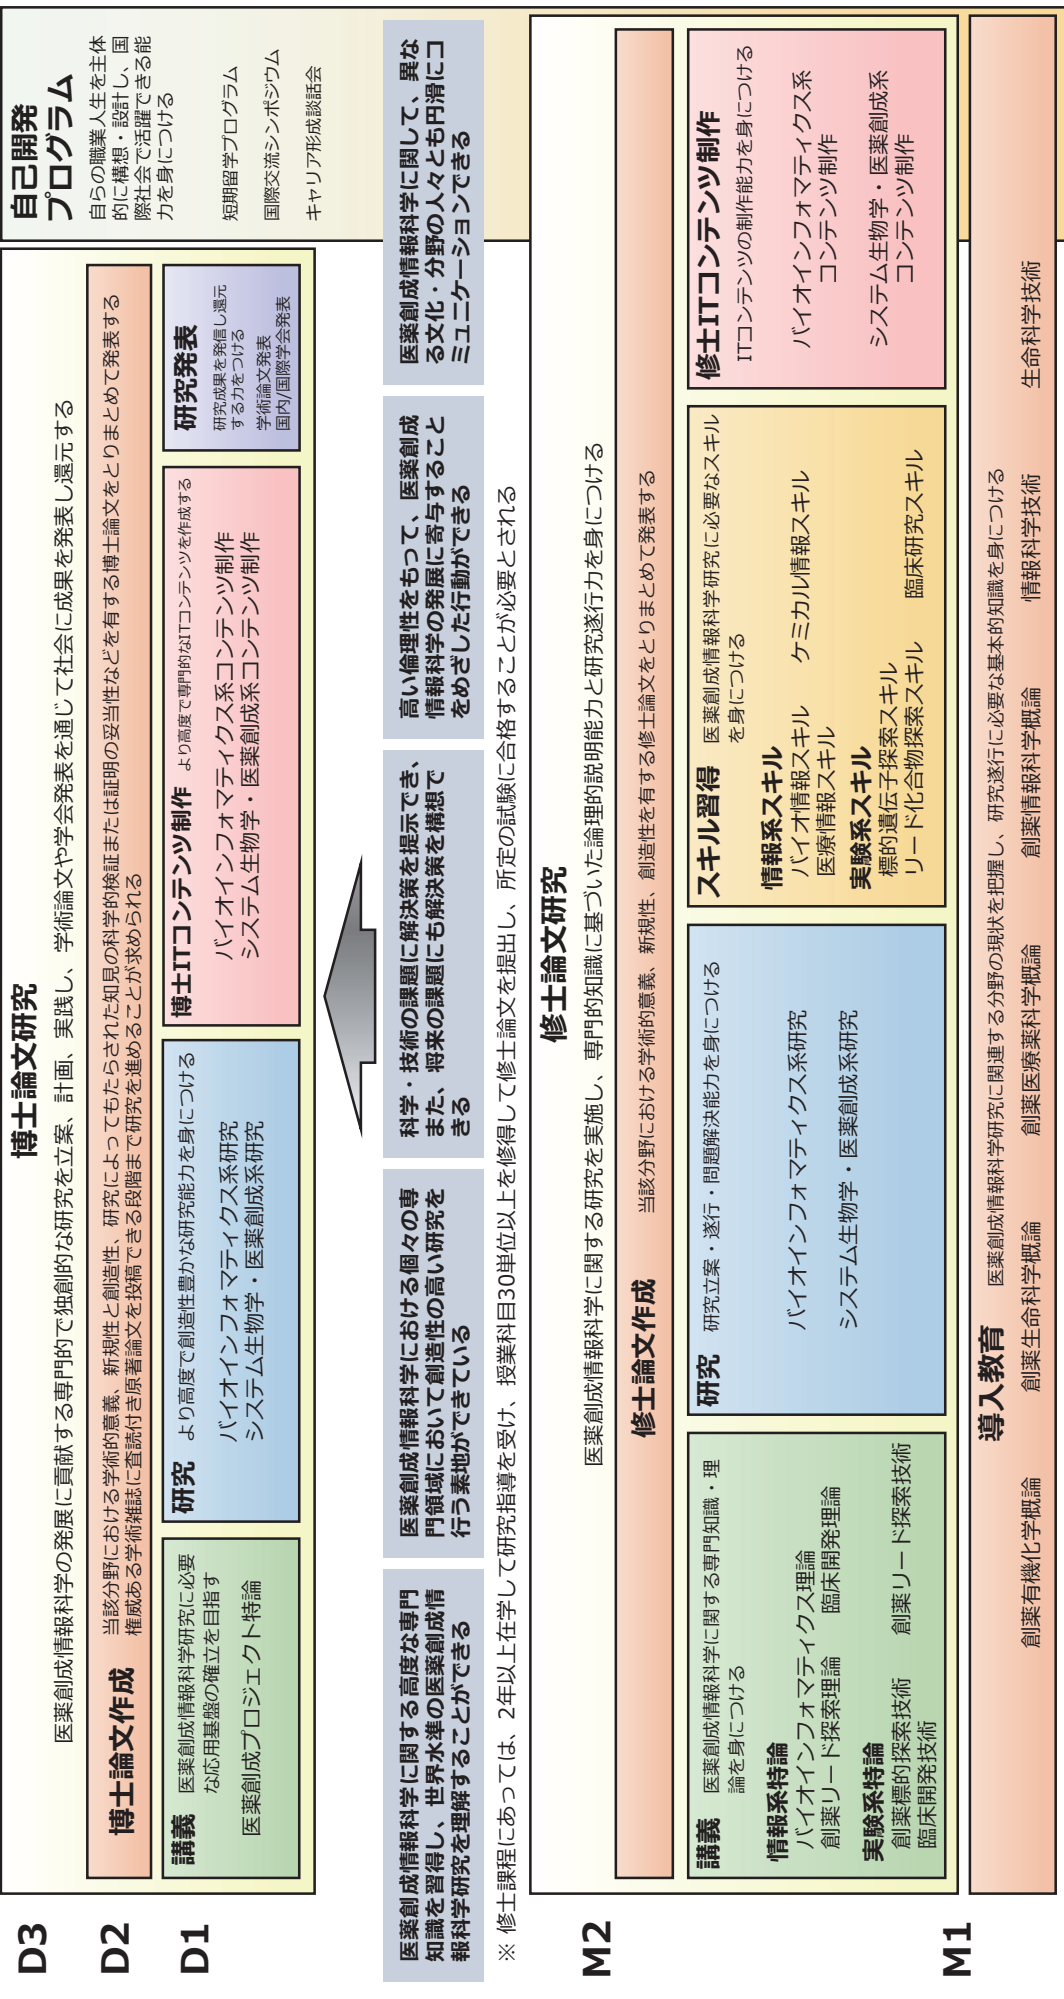 D3
D2
D1
博士論文研究
医薬創成情報科学の発展に貢献する専門的で独創的な研究を立案、計画、実践し、学術論文や学会発表を通じて社会に成果を発表し還元する
博士論文作成
当該分野における学術的意義、新規性と創造性、研究によってもたらされた知見の科学的検証または証明の妥当性などを有する博士論文をとりまとめて発表する
権威ある学術雑誌に査読付き原著論文を投稿できる段階まで研究を進めることが求められる
講義
医薬創成情報科学研究に必要
な応用基盤の確立を目指す
医薬創成プロジェクト特論
研究
より高度で創造性豊かな研究能力を身につける
バイオインフォマティクス系研究
システム生物学・医薬創成系研究
博士ITコンテンツ制作
より高度で専門的なITコンテンツを作成する
バイオインフォマティクス系コンテンツ制作
システム生物学・医薬創成系コンテンツ制作
研究発表
研究成果を発信し還元
する力をつける
学術論文発表
国内/国際学会発表
自己開発
プログラム
自らの職業人生を主体
的に構想・設計し、国
際社会で活躍できる能
力を身につける
短期留学プログラム
国際交流シンポジウム
キャリア形成談話会
医薬創成情報科学に関する高度な専門
知識を習得し、世界水準の医薬創成情
報科学研究を理解することができる
医薬創成情報科学における個々の専
門領域において創造性の高い研究を
行う素地ができている
科学・技術の課題に解決策を提示でき、
また、将来の課題にも解決策を構想で
きる
高い倫理性をもって、医薬創成
情報科学の発展に寄与すること
をめざした行動ができる
医薬創成情報科学に関して、異な
る文化・分野の人々とも円滑にコ
ミュニケーションできる
※ 修士課程にあっては、2年以上在学して研究指導を受け、授業科目30単位以上を修得して修士論文を提出し、所定の試験に合格することが必要とされる
M2
M1
修士論文研究
医薬創成情報科学に関する研究を実施し、専門的知識に基づいた論理的説明能力と研究遂行力を身につける
修士論文作成
当該分野における学術的意義、新規性、創造性を有する修士論文をとりまとめて発表する
講義
医薬創成情報科学に関する専門知識・理
論を身につける
情報系特論
バイオインフォマティクス理論
創薬リード探索理論 臨床開発理論
実験系特論
創薬標的探索技術 創薬リード探索技術
臨床開発技術
研究
研究立案・遂行・問題解決能力を身につける
バイオインフォマティクス系研究
システム生物学・医薬創成系研究
スキル習得
医薬創成情報科学研究に必要なスキル
を身につける
情報系スキル
バイオ情報スキル ケミカル情報スキル
医療情報スキル
実験系スキル
標的遺伝子探索スキル
リード化合物探索スキル 臨床研究スキル
修士ITコンテンツ制作
ITコンテンツの制作能力を身につける
バイオインフォマティクス系
コンテンツ制作
システム生物学・医薬創成系
コンテンツ制作
導入教育
医薬創成情報科学研究に関連する分野の現状を把握し、研究遂行に必要な基本的知識を身につける
創薬有機化学概論 創薬生命科学概論 創薬医療薬科学概論 創薬情報科学概論 情報科学技術 生命科学技術